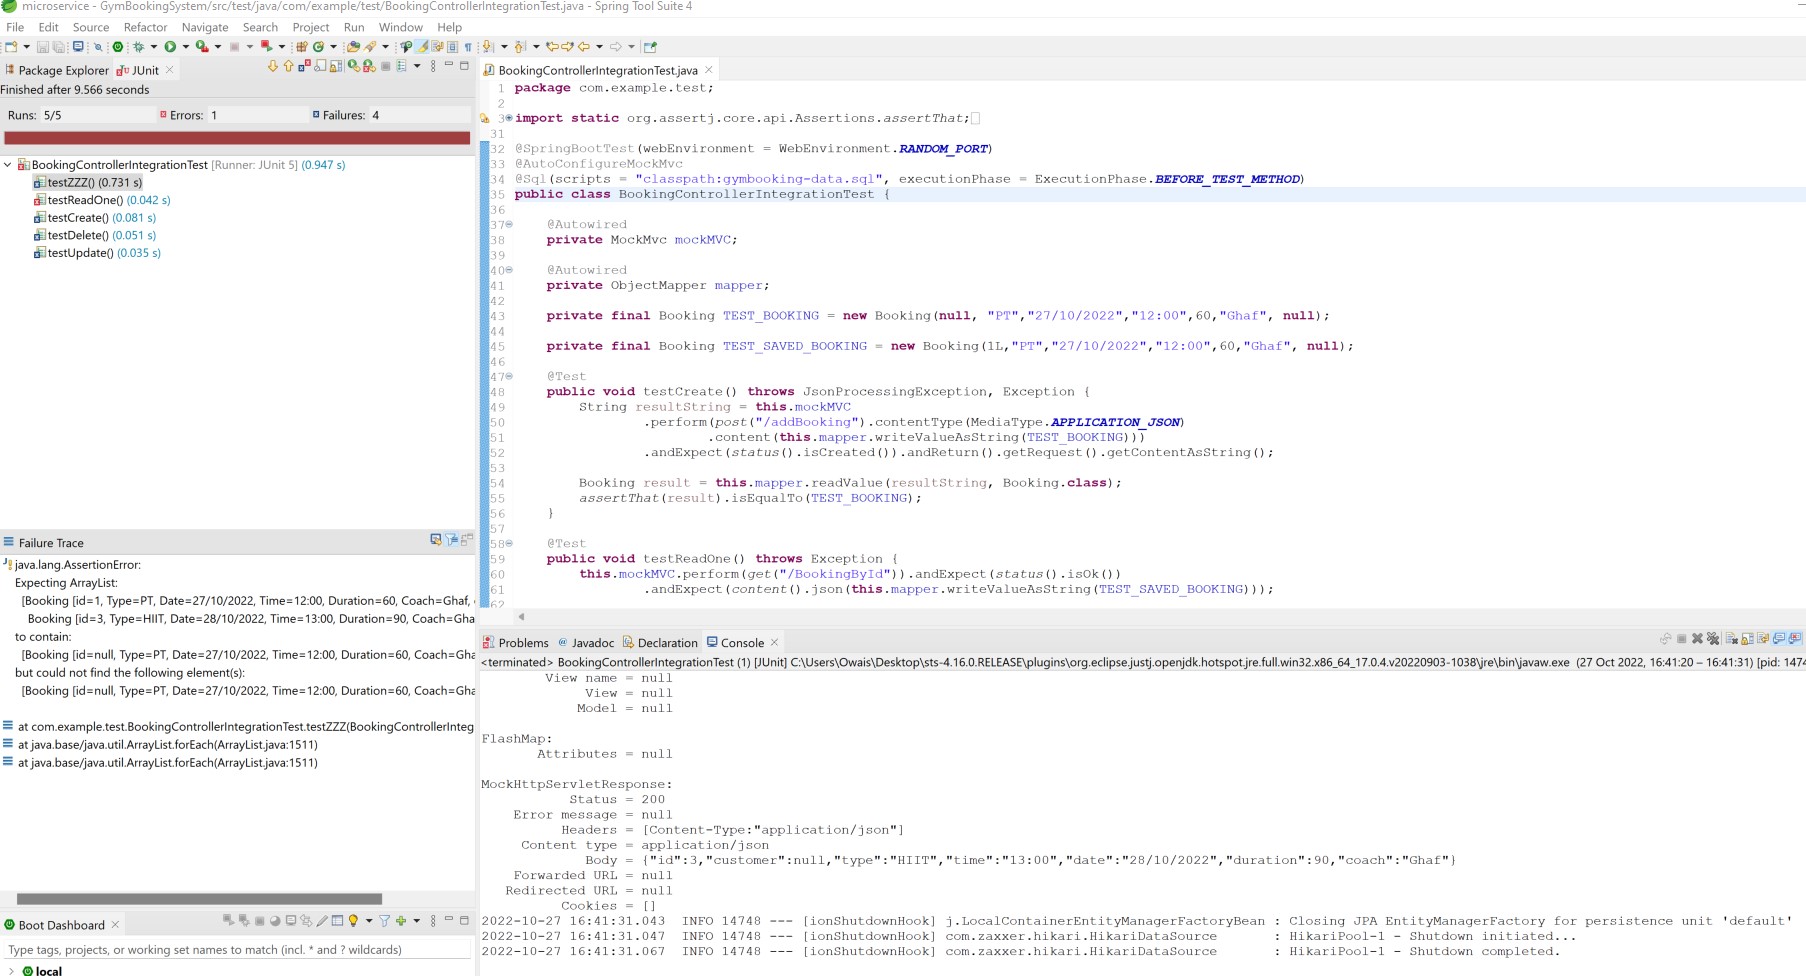 microservice - GymBookingSystem/src/test/java/com/example/test/BookingControllerIntegrationTest.java - Spring Tool Suite 4
File Edit Source Refactor Navigate Search Project Run Window Help
Package Explorer JUnit
Finished after 9.566 seconds
Runs: 5/5 Errors: 1 Failures: 4
BookingControllerIntegrationTest [Runner: JUnit 5] (0.947 s)
testZZZ() (0.731 s)
testReadOne() (0.042 s)
testCreate() (0.081 s)
testDelete() (0.051 s)
testUpdate() (0.035 s)
Failure Trace
java.lang.AssertionError:
Expecting ArrayList:
[Booking [id=1, Type=PT, Date=27/10/2022, Time=12:00, Duration=60, Coach=Ghaf,
Booking [id=3, Type=HIIT, Date=28/10/2022, Time=13:00, Duration=90, Coach=Gha
to contain:
[Booking [id=null, Type=PT, Date=27/10/2022, Time=12:00, Duration=60, Coach=Gha
but could not find the following element(s):
[Booking [id=null, Type=PT, Date=27/10/2022, Time=12:00, Duration=60, Coach=Gha
at com.example.test.BookingControllerIntegrationTest.testZZZ(BookingControllerInteg
at java.base/java.util.ArrayList.forEach(ArrayList.java:1511)
at java.base/java.util.ArrayList.forEach(ArrayList.java:1511)
Boot Dashboard
Type tags, projects, or working set names to match (incl. * and ? wildcards)
local
BookingControllerIntegrationTest.java
1 package com.example.test;
2
3 import static org.assertj.core.api.Assertions.assertThat;
31
32 @SpringBootTest(webEnvironment = WebEnvironment.RANDOM_PORT)
33 @AutoConfigureMockMvc
34 @Sql(scripts = "classpath:gymbooking-data.sql", executionPhase = ExecutionPhase.BEFORE_TEST_METHOD)
35 public class BookingControllerIntegrationTest {
36
37 @Autowired
38 private MockMvc mockMVC;
39
40 @Autowired
41 private ObjectMapper mapper;
42
43 private final Booking TEST_BOOKING = new Booking(null, "PT","27/10/2022","12:00",60,"Ghaf", null);
44
45 private final Booking TEST_SAVED_BOOKING = new Booking(1L,"PT","27/10/2022","12:00",60,"Ghaf", null);
46
47 @Test
48 public void testCreate() throws JsonProcessingException, Exception {
49 String resultString = this.mockMVC
50 .perform(post("/addBooking").contentType(MediaType.APPLICATION_JSON)
51 .content(this.mapper.writeValueAsString(TEST_BOOKING)))
52 .andExpect(status().isCreated()).andReturn().getRequest().getContentAsString();
53
54 Booking result = this.mapper.readValue(resultString, Booking.class);
55 assertThat(result).isEqualTo(TEST_BOOKING);
56 }
57
58 @Test
59 public void testReadOne() throws Exception {
60 this.mockMVC.perform(get("/BookingById")).andExpect(status().isOk())
61 .andExpect(content().json(this.mapper.writeValueAsString(TEST_SAVED_BOOKING)));
62
Problems Javadoc Declaration Console
<terminated> BookingControllerIntegrationTest (1) [JUnit] C:\Users\Owais\Desktop\sts-4.16.0.RELEASE\plugins\org.eclipse.justj.openjdk.hotspot.jre.full.win32.x86_64_17.0.4.v20220903-1038\jre\bin\javaw.exe (27 Oct 2022, 16:41:20 – 16:41:31) [pid: 1474
View name = null
View = null
Model = null
FlashMap:
Attributes = null
MockHttpServletResponse:
Status = 200
Error message = null
Headers = [Content-Type:"application/json"]
Content type = application/json
Body = {"id":3,"customer":null,"type":"HIIT","time":"13:00","date":"28/10/2022","duration":90,"coach":"Ghaf"}
Forwarded URL = null
Redirected URL = null
Cookies = []
2022-10-27 16:41:31.043 INFO 14748 --- [ionShutdownHook] j.LocalContainerEntityManagerFactoryBean : Closing JPA EntityManagerFactory for persistence unit 'default'
2022-10-27 16:41:31.047 INFO 14748 --- [ionShutdownHook] com.zaxxer.hikari.HikariDataSource : HikariPool-1 - Shutdown initiated...
2022-10-27 16:41:31.067 INFO 14748 --- [ionShutdownHook] com.zaxxer.hikari.HikariDataSource : HikariPool-1 - Shutdown completed.